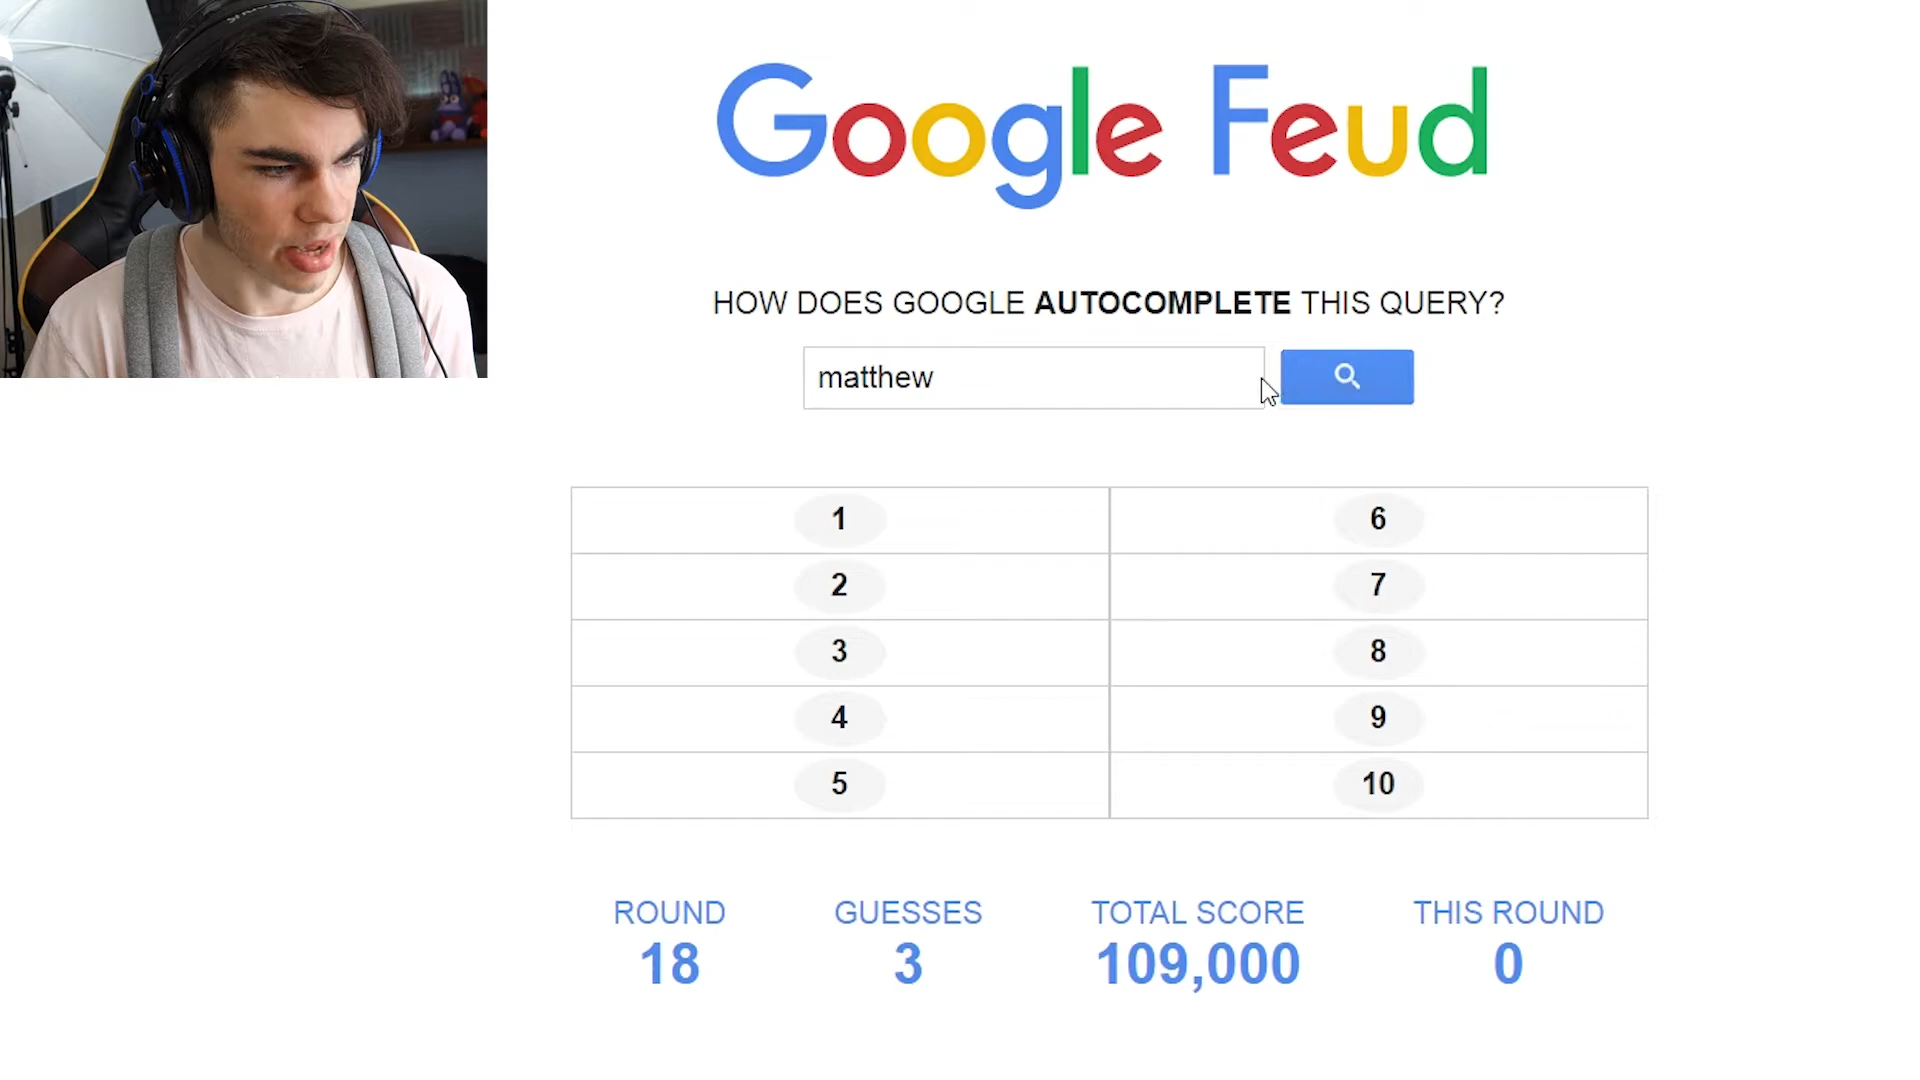 Google Feud
HOW DOES GOOGLE AUTOCOMPLETE THIS QUERY?
matthew
1 6
2 7
3 8
4 9
5 10
ROUND GUESSES TOTAL SCORE THIS ROUND
18 3 109,000 0